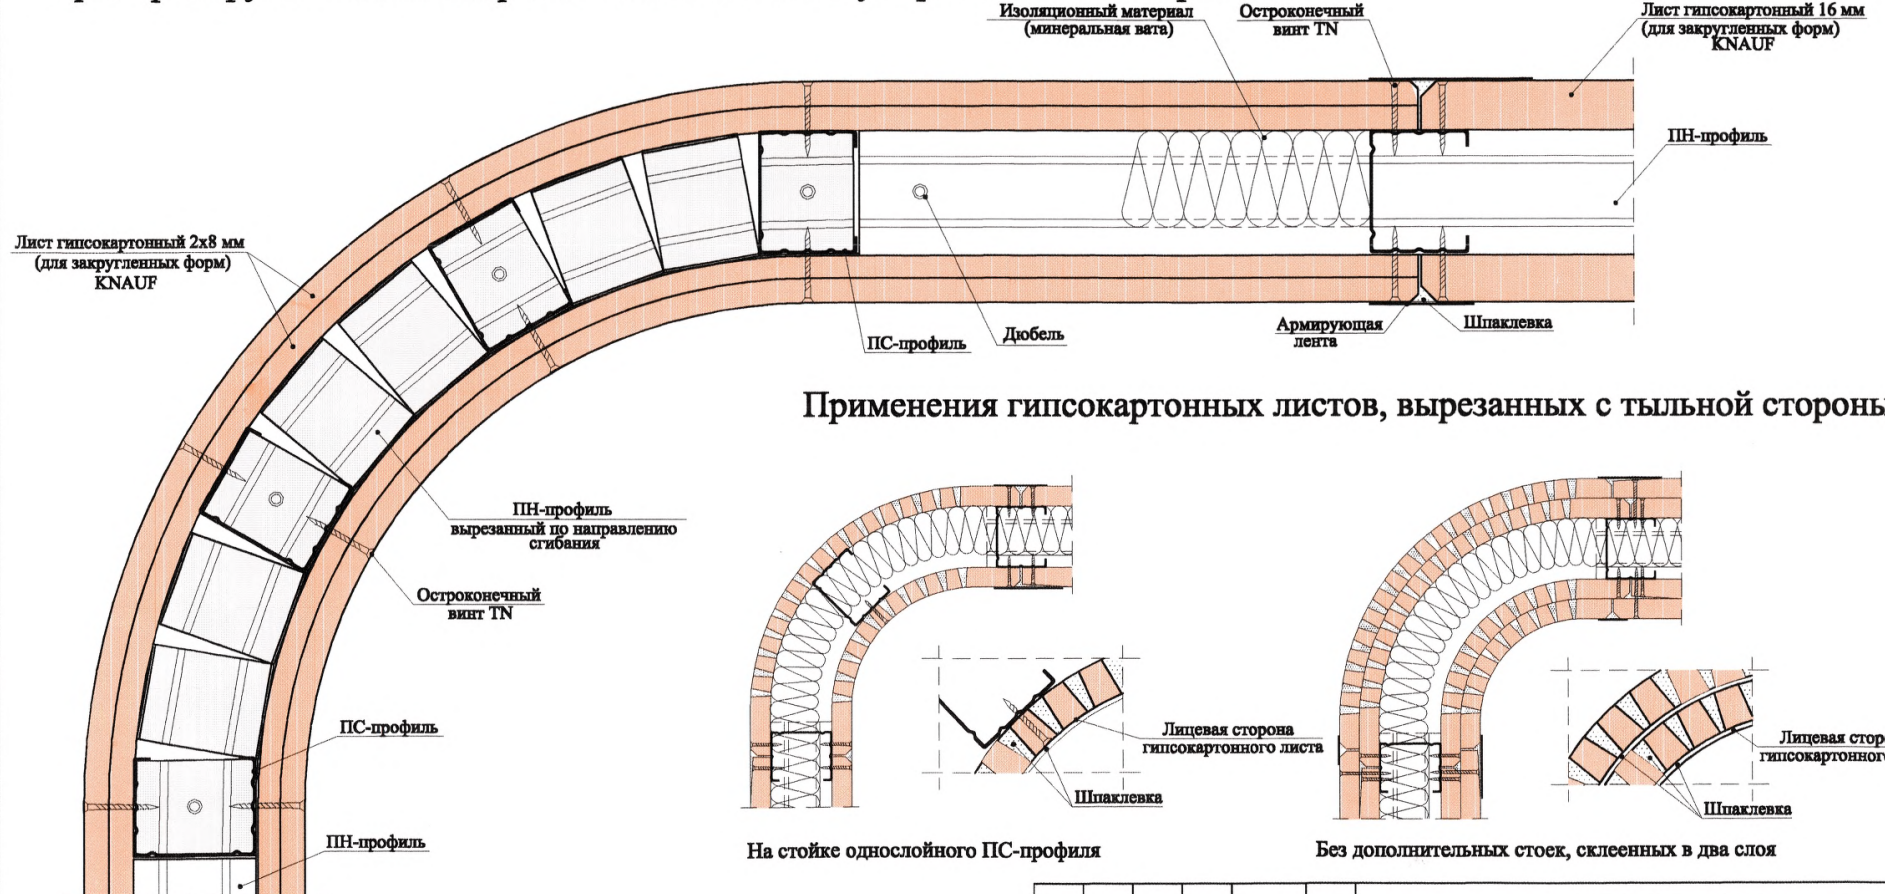 Изоляционный материал
(минеральная вата)
Остроконечный
винт TN
Лист гипсокартонный 16 мм
(для закругленных форм)
KNAUF
ПН-профиль
Лист гипсокартонный 2х8 мм
(для закругленных форм)
KNAUF
ПС-профиль
Дюбель
Армирующая
лента
Шпаклевка
Применения гипсокартонных листов, вырезанных с тыльной стороны
ПН-профиль
вырезанный по направлению
сгибания
Остроконечный
винт TN
ПС-профиль
ПН-профиль
Лицевая сторона
гипсокартонного листа
Шпаклевка
Лицевая стор
гипсокартонног
Шпаклевка
На стойке однослойного ПС-профиля
Без дополнительных стоек, склеенных в два слоя